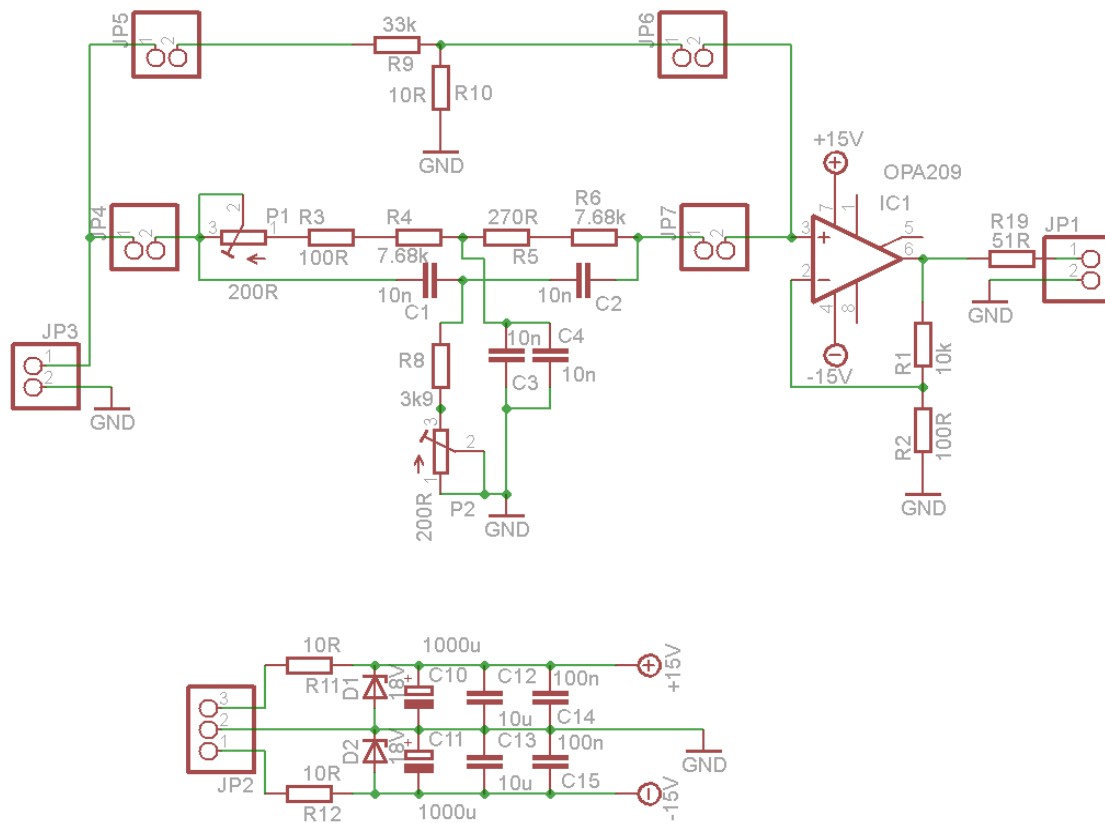 JP5
1
2
33k
R9
10R
R10
GND
JP6
1
2
+15V
OPA209
IC1
7
1
3
+
5
6
2
-
4
8
-15V
R19
51R
JP1
1
2
GND
R1
10k
R2
100R
GND
JP4
1
2
3
2
P1
1
200R
R3
100R
R4
7.68k
270R
R5
R6
7.68k
JP7
1
2
10n
C1
10n
C2
JP3
1
2
GND
R8
3k9
10n
C3
C4
10n
3
2
1
200R
P2
GND
10R
R11
D1
18V
1000u
+
C10
C12
10u
100n
C14
+
+15V
3
2
1
JP2
D2
18V
+
C11
1000u
C13
10u
100n
C15
GND
10R
R12
-
-15V